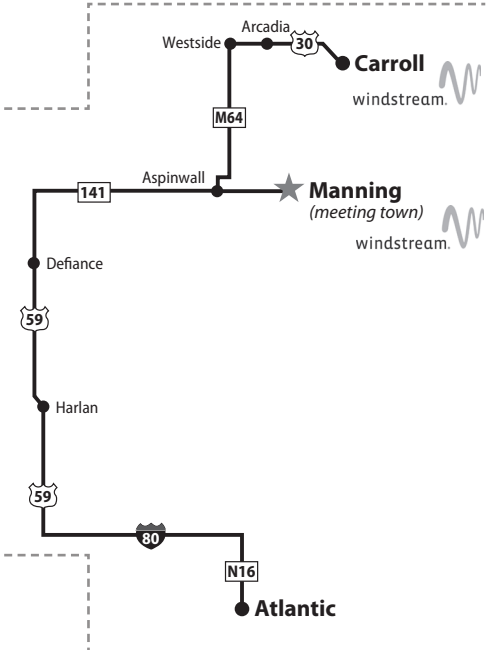 Arcadia
Westside
30
Carroll
windstream.
M64
Aspinwall
141
Manning
(meeting town)
windstream.
Defiance
59
Harlan
59
80
N16
Atlantic